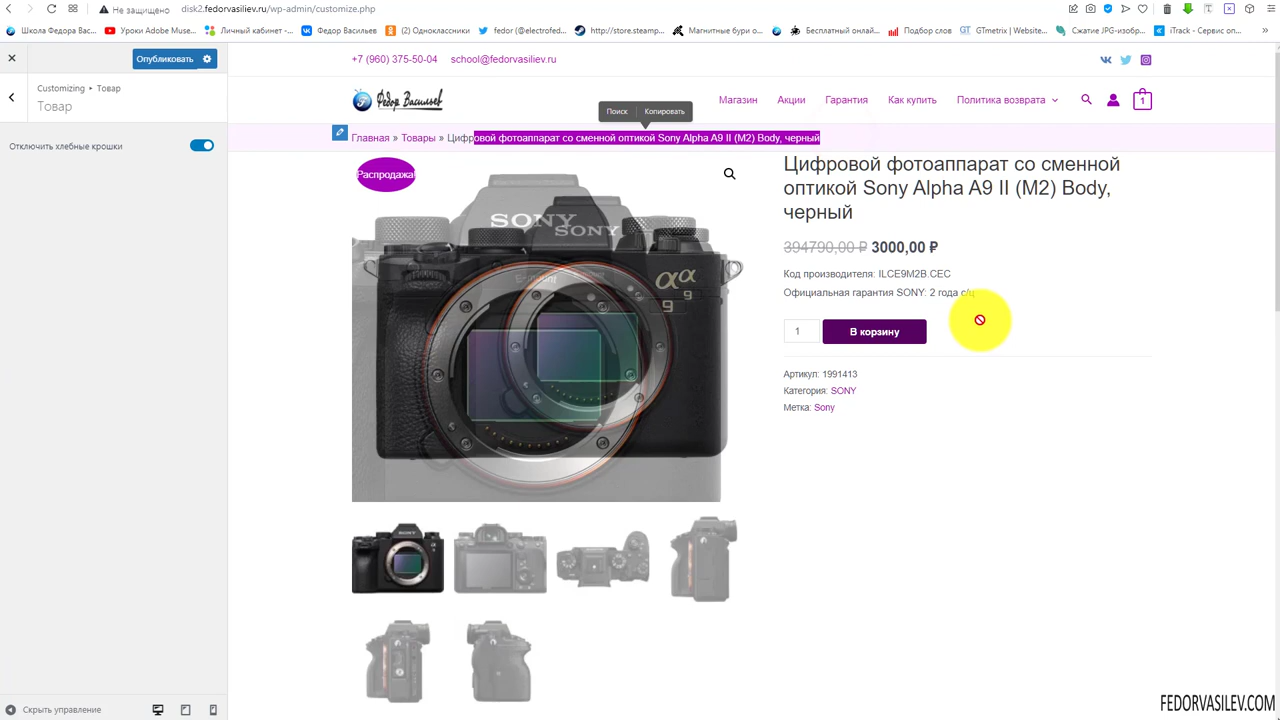 Не защищено disk2.fedorvasiliev.ru/wp-admin/customize.php
Школа Федора Вас... Уроки Adobe Muse... Личный кабинет -... Федор Васильев (2) Одноклассники fedor (@electrofed... http://store.steamp... Магнитные бури о... Бесплатный онлай... Подбор слов GTmetrix | Website... Сжатие JPG-изобр... iTrack - Сервис оп... »
Опубликовать
Customizing ▸ Товар
Товар
Отключить хлебные крошки
Скрыть управление
+7 (960) 375-50-04 school@fedorvasiliev.ru
Федор Васильев
Магазин Акции Гарантия Как купить Политика возврата 1
Поиск Копировать
Главная » Товары » Цифровой фотоаппарат со сменной оптикой Sony Alpha A9 II (M2) Body, черный
Распродажа!
SONY
SONY
α α
9 9
Цифровой фотоаппарат со сменной
оптикой Sony Alpha A9 II (M2) Body,
черный
394790,00 ₽ 3000,00 ₽
Код производителя: ILCE9M2B.CEC
Официальная гарантия SONY: 2 года с/ц
1 В корзину
Артикул: 1991413
Категория: SONY
Метка: Sony
FEDORVASILEV.COM